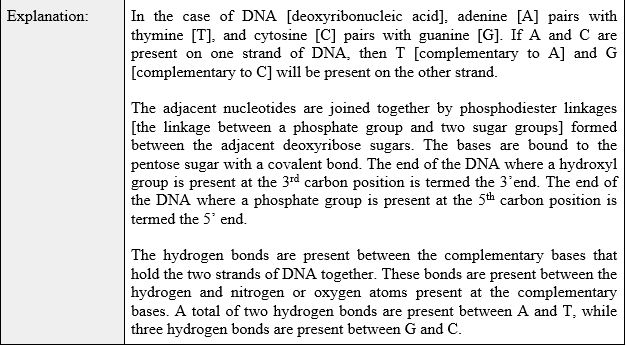 Explanation:
In the case of DNA [deoxyribonucleic acid], adenine [A] pairs with
thymine [T], and cytosine [C] pairs with guanine [G]. If A and C are
present on one strand of DNA, then T [complementary to A] and G
[complementary to C] will be present on the other strand.
The adjacent nucleotides are joined together by phosphodiester linkages
[the linkage between a phosphate group and two sugar groups] formed
between the adjacent deoxyribose sugars. The bases are bound to the
pentose sugar with a covalent bond. The end of the DNA where a hydroxyl
group is present at the 3rd carbon position is termed the 3’end. The end of
the DNA where a phosphate group is present at the 5th carbon position is
termed the 5’ end.
The hydrogen bonds are present between the complementary bases that
hold the two strands of DNA together. These bonds are present between the
hydrogen and nitrogen or oxygen atoms present at the complementary
bases. A total of two hydrogen bonds are present between A and T, while
three hydrogen bonds are present between G and C.